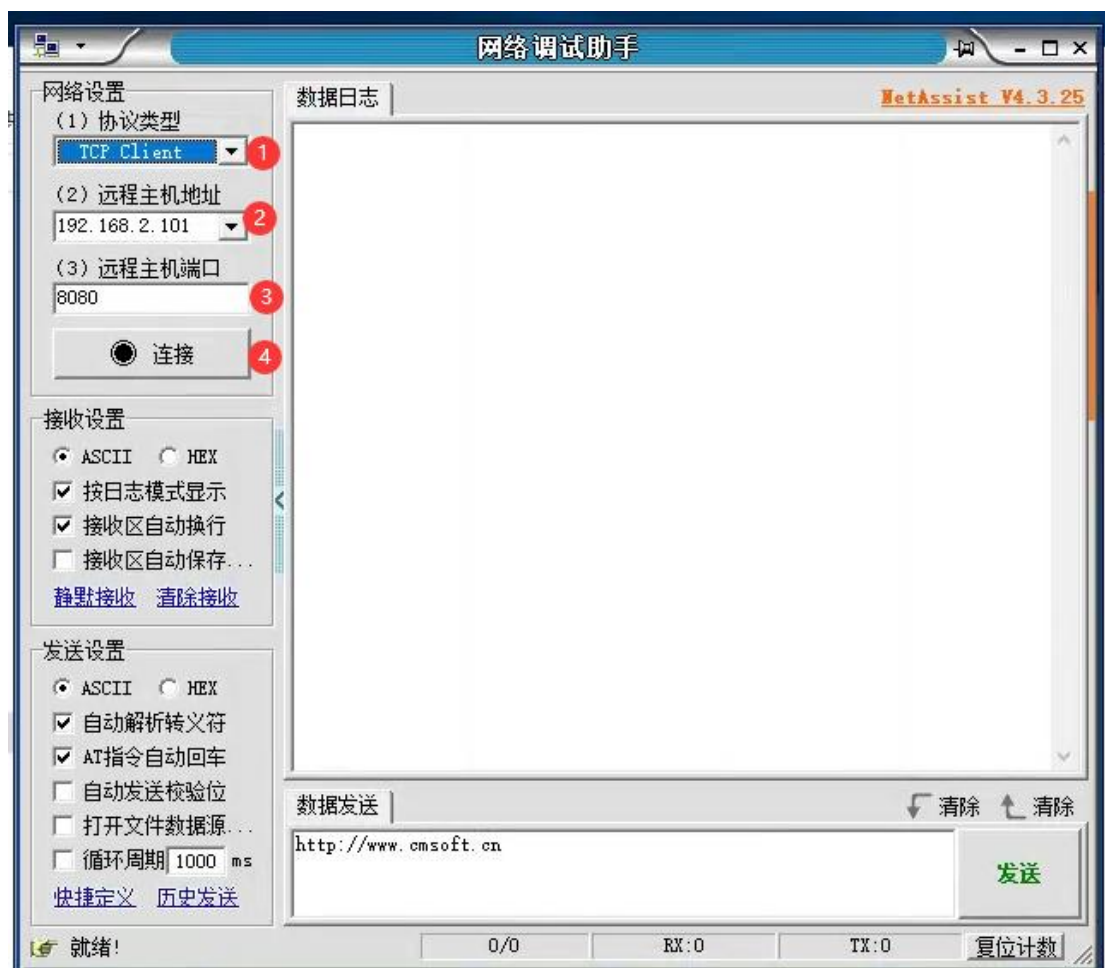 网络调试助手
网络设置
(1) 协议类型
TCP Client
1
(2) 远程主机地址
192.168.2.101
2
(3) 远程主机端口
8080
3
连接
4
接收设置
ASCII HEX
按日志模式显示
接收区自动换行
接收区自动保存...
静默接收 清除接收
发送设置
ASCII HEX
自动解析转义符
AT指令自动回车
自动发送校验位
打开文件数据源...
循环周期 1000 ms
快捷定义 历史发送
数据日志
NetAssist V4.3.25
数据发送
清除 清除
http://www.cmsoft.cn
发送
就绪!
0/0
RX:0
TX:0
复位计数